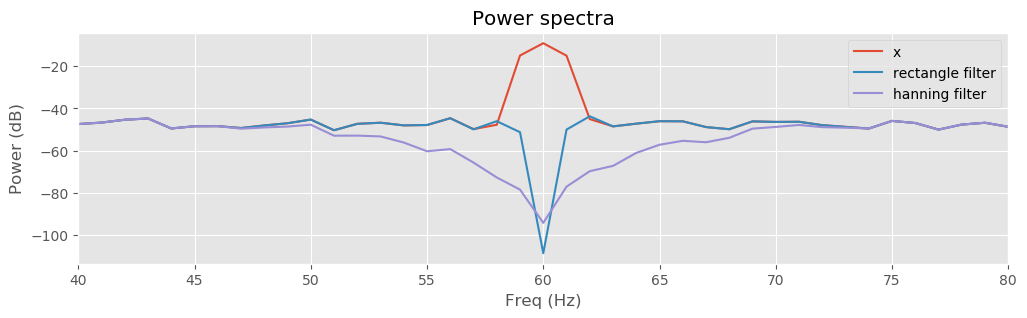 Power spectra
x
rectangle filter
hanning filter
Power (dB)
−20
−40
−60
−80
−100
40 45 50 55 60 65 70 75 80
Freq (Hz)